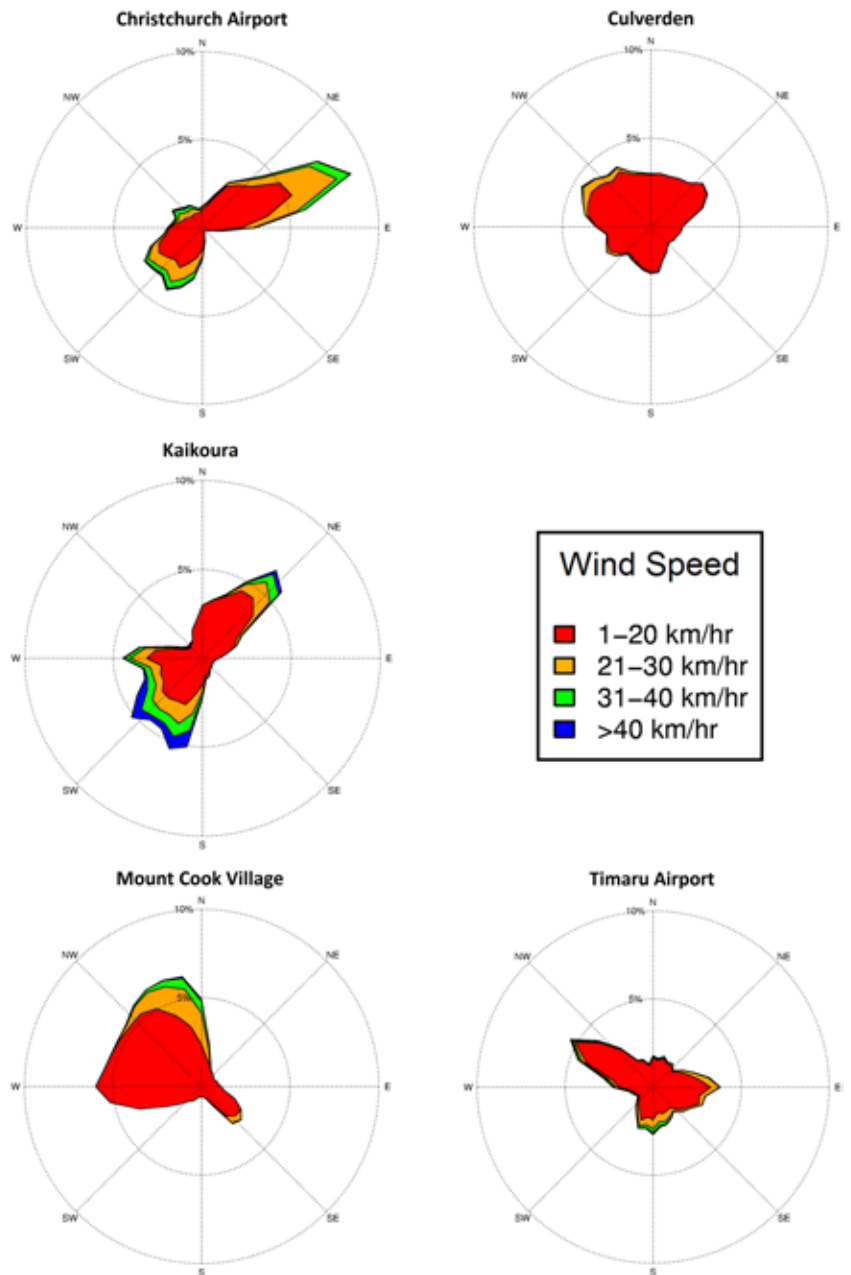 Christchurch Airport
N
10%
NW
NE
5%
W
E
SW
SE
S
Culverden
N
10%
NW
NE
5%
W
E
SW
SE
S
Kaikoura
N
10%
NW
NE
5%
W
E
SW
SE
S
Wind Speed
1–20 km/hr
21–30 km/hr
31–40 km/hr
>40 km/hr
Mount Cook Village
N
10%
NW
NE
5%
W
E
SW
SE
S
Timaru Airport
N
10%
NW
NE
5%
W
E
SW
SE
S